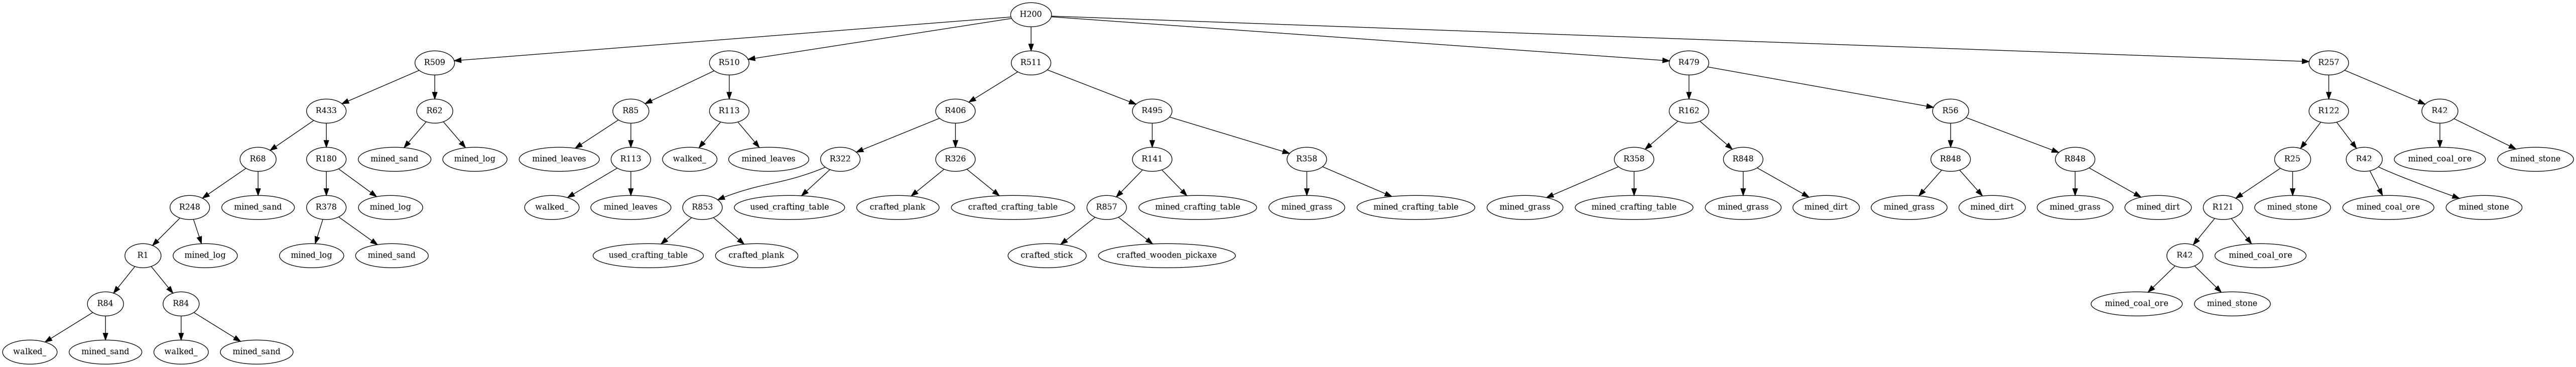 H200
R509 R510 R511 R479 R257
R433 R62 R85 R113 R406 R495 R162 R56 R122 R42
R68 R180 mined_sand mined_log mined_leaves R113 walked_ mined_leaves R322 R326 R141 R358 R358 R848 R848 R848 R25 R42 mined_coal_ore mined_stone
R248 mined_sand R378 mined_log walked_ mined_leaves R853 used_crafting_table crafted_plank crafted_crafting_table R857 mined_crafting_table mined_grass mined_crafting_table mined_grass mined_crafting_table mined_grass mined_dirt mined_grass mined_dirt mined_grass mined_dirt R121 mined_stone mined_coal_ore mined_stone
R1 mined_log mined_log mined_sand used_crafting_table crafted_plank crafted_stick crafted_wooden_pickaxe R42 mined_coal_ore
R84 R84 mined_coal_ore mined_stone
walked_ mined_sand walked_ mined_sand